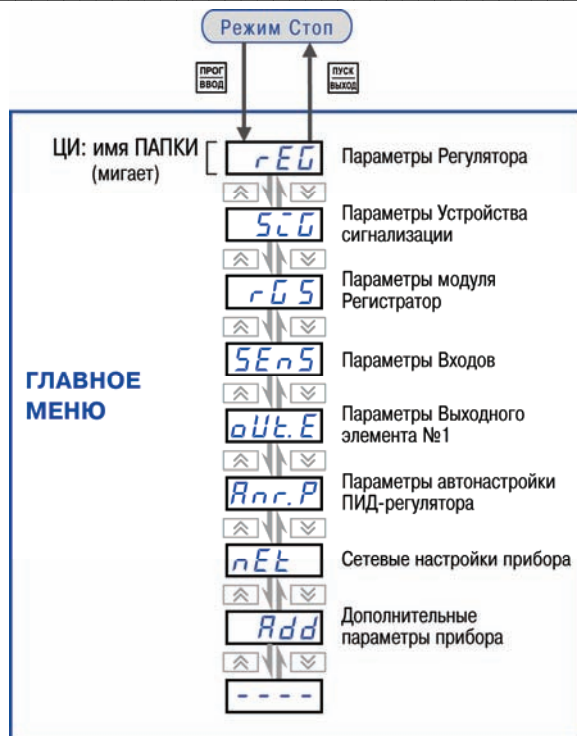 Режим Стоп
ПРОГ
ВВОД
ПУСК
ВЫХОД
ЦИ: имя ПАПКИ
(мигает)
rEG
Параметры Регулятора
SiG
Параметры Устройства
сигнализации
rGS
Параметры модуля
Регистратор
SEnS
Параметры Входов
ГЛАВНОЕ
МЕНЮ
oUt.E
Параметры Выходного
элемента №1
Anr.P
Параметры автонастройки
ПИД-регулятора
nEt
Сетевые настройки прибора
Add
Дополнительные
параметры прибора
- - - -